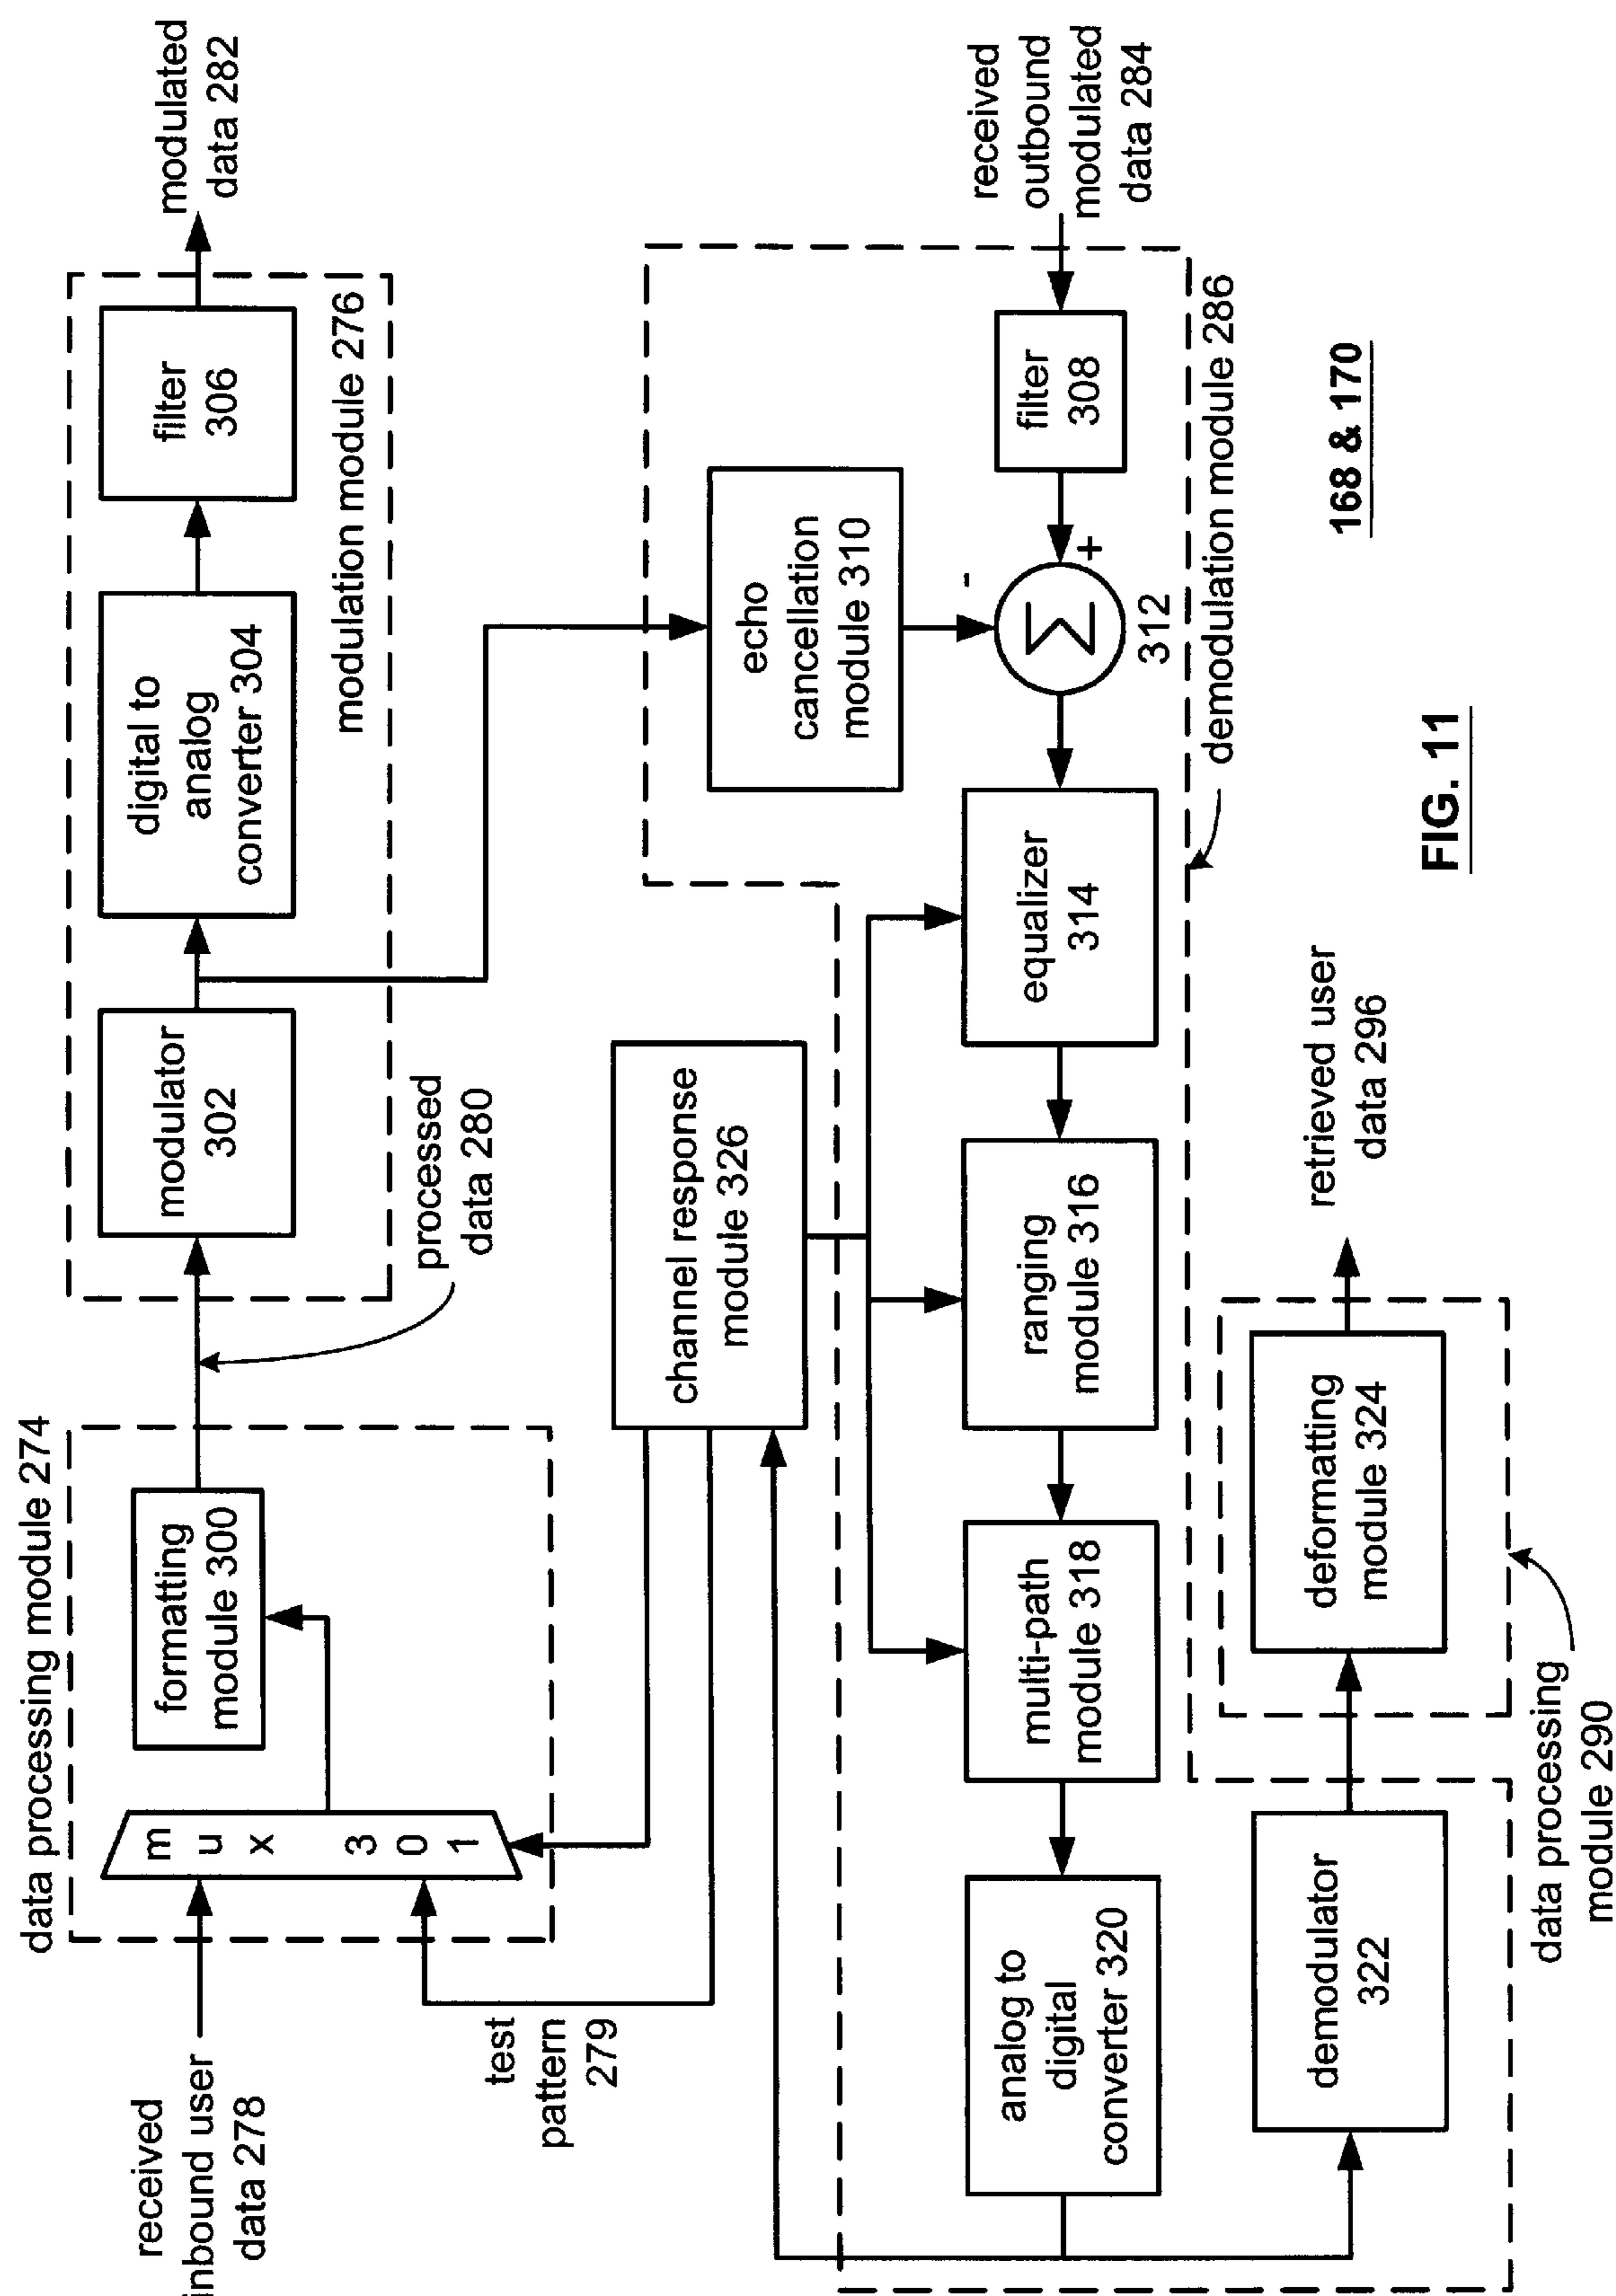 data processing module 274
received
inbound user
data 278
m
u
x
3
0
1
formatting
module 300
processed
data 280
modulator
302
digital to
analog
converter 304
filter
306
modulation module 276
modulated
data 282
test
pattern
279
channel response
module 326
echo
cancellation
module 310
received
outbound
modulated
data 284
filter
308
+
-
Σ
312
equalizer
314
ranging
module 316
multi-path
module 318
analog to
digital
converter 320
demodulation module 286
demodulator
322
deformatting
module 324
retrieved user
data 296
data processing
module 290
168 & 170
FIG. 11